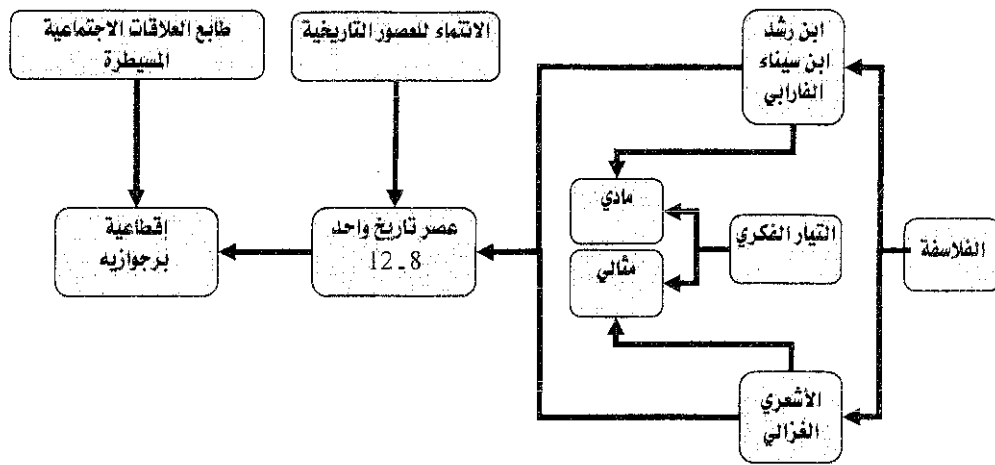 الفلاسفة
ابن رشد
ابن سيناء
الفارابي
التيار الفكري
مادي
مثالي
الأشعري
الغزالي
الانتماء للعصور التاريخية
عصر تاريخ واحد
8 ـ 12
طابع العلاقات الاجتماعية
المسيطرة
إقطاعية
برجوازيه